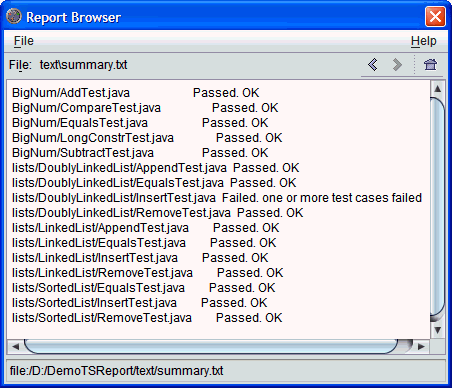 Report Browser
File Help
File: text\summary.txt
BigNum/AddTest.java Passed. OK
BigNum/CompareTest.java Passed. OK
BigNum/EqualsTest.java Passed. OK
BigNum/LongConstrTest.java Passed. OK
BigNum/SubtractTest.java Passed. OK
lists/DoublyLinkedList/AppendTest.java Passed. OK
lists/DoublyLinkedList/EqualsTest.java Passed. OK
lists/DoublyLinkedList/InsertTest.java Failed. one or more test cases failed
lists/DoublyLinkedList/RemoveTest.java Passed. OK
lists/LinkedList/AppendTest.java Passed. OK
lists/LinkedList/EqualsTest.java Passed. OK
lists/LinkedList/InsertTest.java Passed. OK
lists/LinkedList/RemoveTest.java Passed. OK
lists/SortedList/EqualsTest.java Passed. OK
lists/SortedList/InsertTest.java Passed. OK
lists/SortedList/RemoveTest.java Passed. OK
file:/D:/DemoTSReport/text/summary.txt